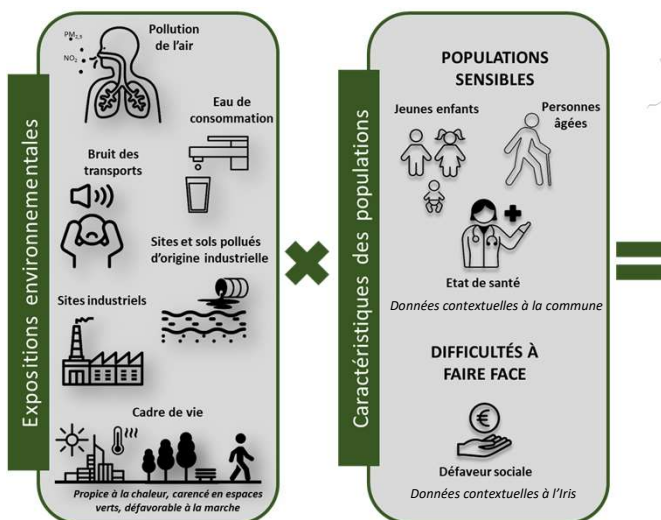 Expositions environnementales
Pollution
de l'air
PM2,5
NO2
Eau de
consommation
Bruit des
transports
Sites et sols pollués
d'origine industrielle
Sites industriels
Cadre de vie
Propice à la chaleur, carencé en espaces
verts, défavorable à la marche
Caractéristiques des populations
POPULATIONS
SENSIBLES
Jeunes enfants
Personnes
âgées
Etat de santé
Données contextuelles à la commune
DIFFICULTÉS À
FAIRE FACE
€
Défaveur sociale
Données contextuelles à l'Iris